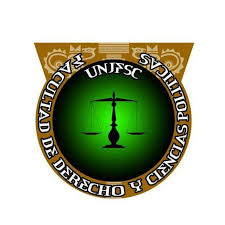 UNJFSC
FACULTAD DE DERECHO Y CIENCIAS POLITICAS